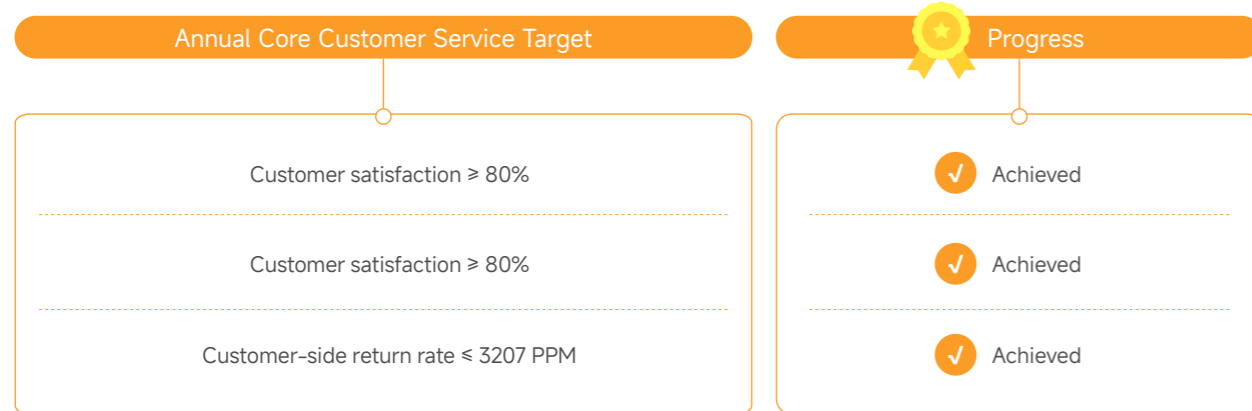 Annual Core Customer Service Target
Progress
Customer satisfaction ≥ 80%
Achieved
Customer satisfaction ≥ 80%
Achieved
Customer-side return rate ≤ 3207 PPM
Achieved